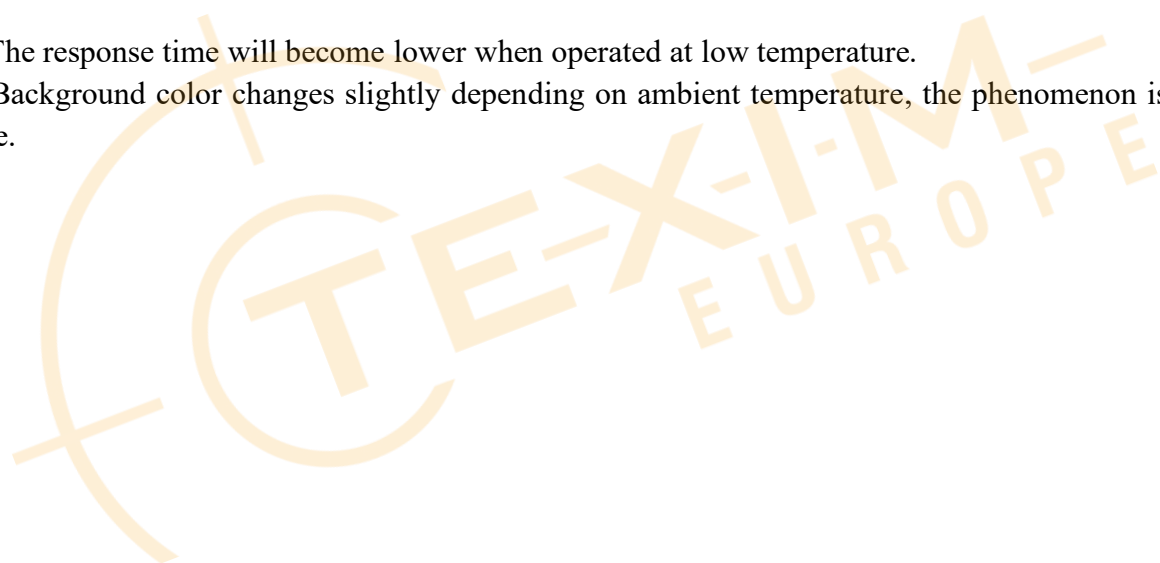 The response time will become lower when operated at low temperature.
Background color changes slightly depending on ambient temperature, the phenomenon is
e.
TEXIM
EUROPE